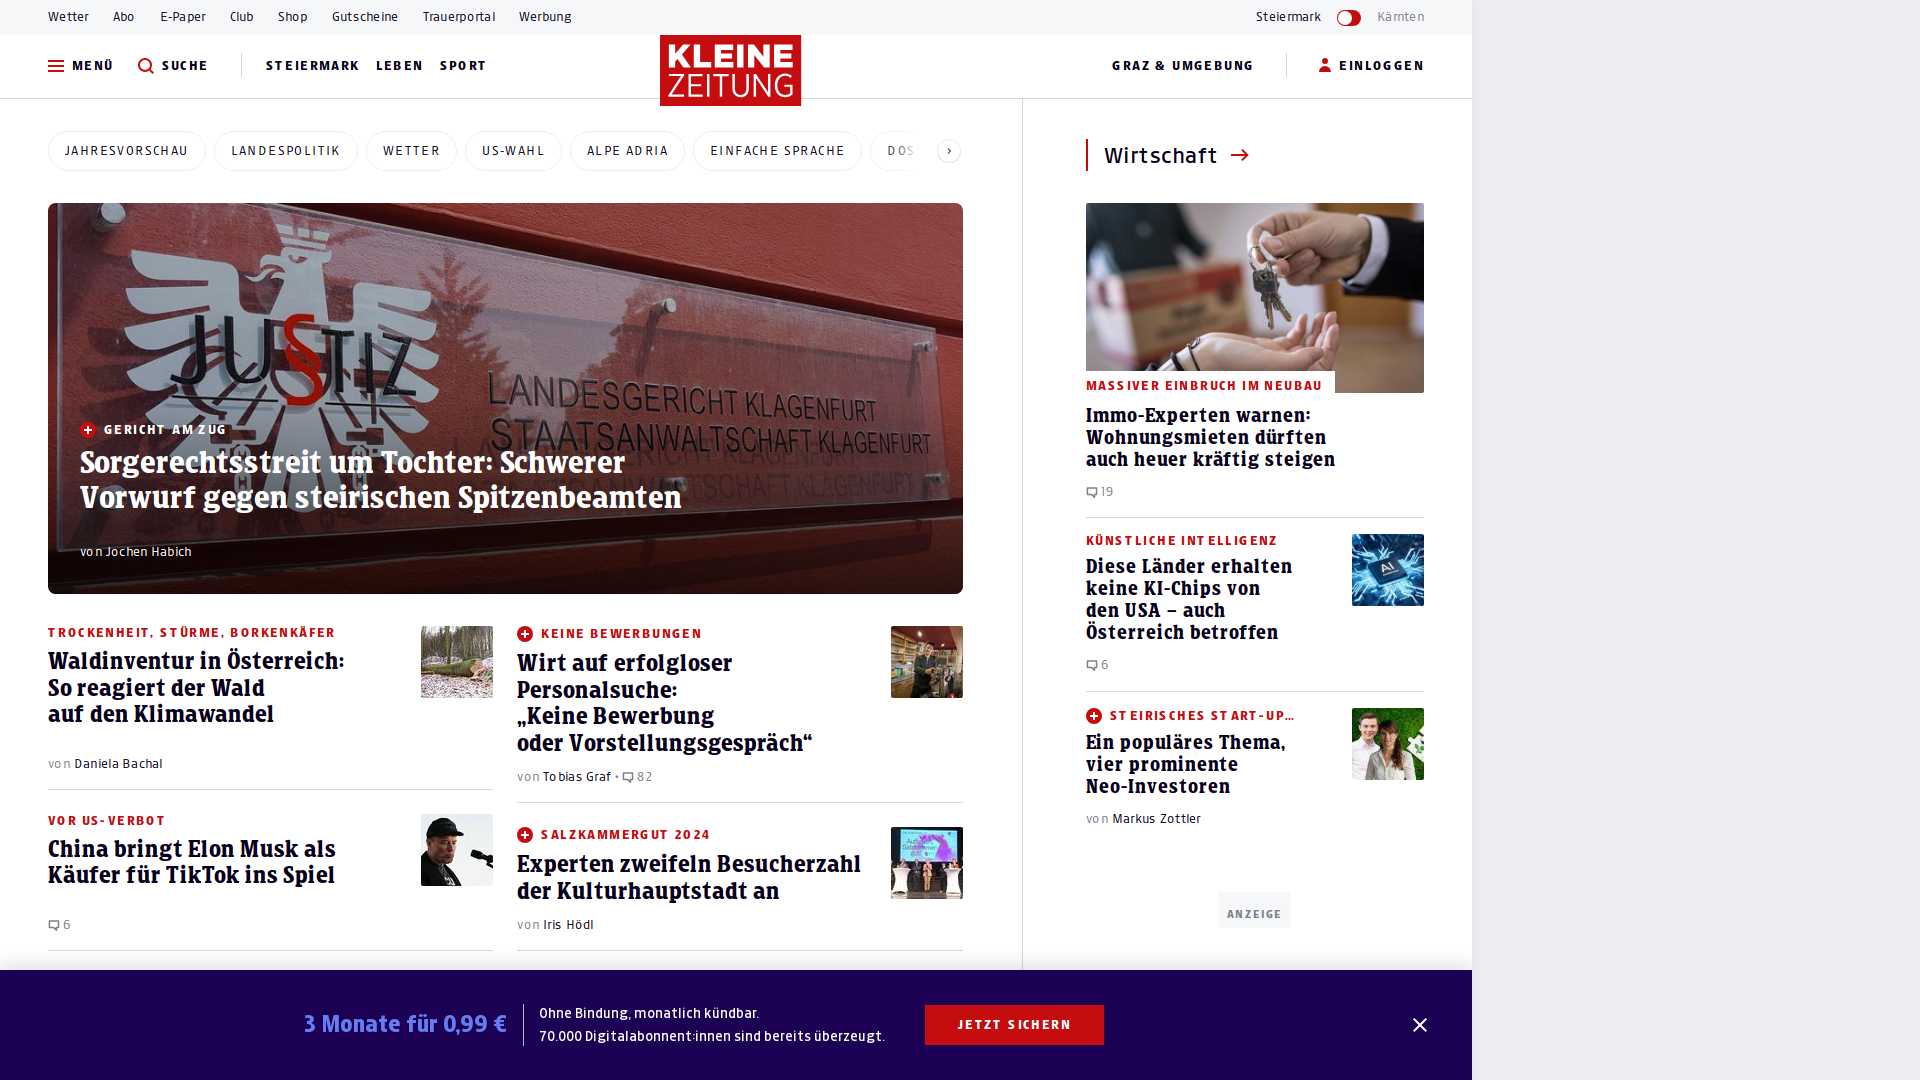 Wetter Abo E-Paper Club Shop Gutscheine Trauerportal Werbung Steiermark Kärnten
MENÜ SUCHE STEIERMARK LEBEN SPORT
KLEINE
ZEITUNG
GRAZ & UMGEBUNG EINLOGGEN
JAHRESVORSCHAU LANDESPOLITIK WETTER US-WAHL ALPE ADRIA EINFACHE SPRACHE DOS
JUSTIZ
LANDESGERICHT KLAGENFURT
STAATSANWALTSCHAFT KLAGENFURT
GERICHT AM ZUG
Sorgerechtsstreit um Tochter: Schwerer
Vorwurf gegen steirischen Spitzenbeamten
von Jochen Habich
TROCKENHEIT, STÜRME, BORKENKÄFER
Waldinventur in Österreich:
So reagiert der Wald
auf den Klimawandel
von Daniela Bachal
VOR US-VERBOT
China bringt Elon Musk als
Käufer für TikTok ins Spiel
6
KEINE BEWERBUNGEN
Wirt auf erfolgloser
Personalsuche:
„Keine Bewerbung
oder Vorstellungsgespräch“
von Tobias Graf • 82
SALZKAMMERGUT 2024
Experten zweifeln Besucherzahl
der Kulturhauptstadt an
von Iris Hödl
Wirtschaft
MASSIVER EINBRUCH IM NEUBAU
Immo-Experten warnen:
Wohnungsmieten dürften
auch heuer kräftig steigen
19
KÜNSTLICHE INTELLIGENZ
Diese Länder erhalten
keine KI-Chips von
den USA – auch
Österreich betroffen
AI
6
STEIRISCHES START-UP…
Ein populäres Thema,
vier prominente
Neo-Investoren
von Markus Zottler
ANZEIGE
3 Monate für 0,99 €
Ohne Bindung, monatlich kündbar.
70.000 Digitalabonnent:innen sind bereits überzeugt.
JETZT SICHERN